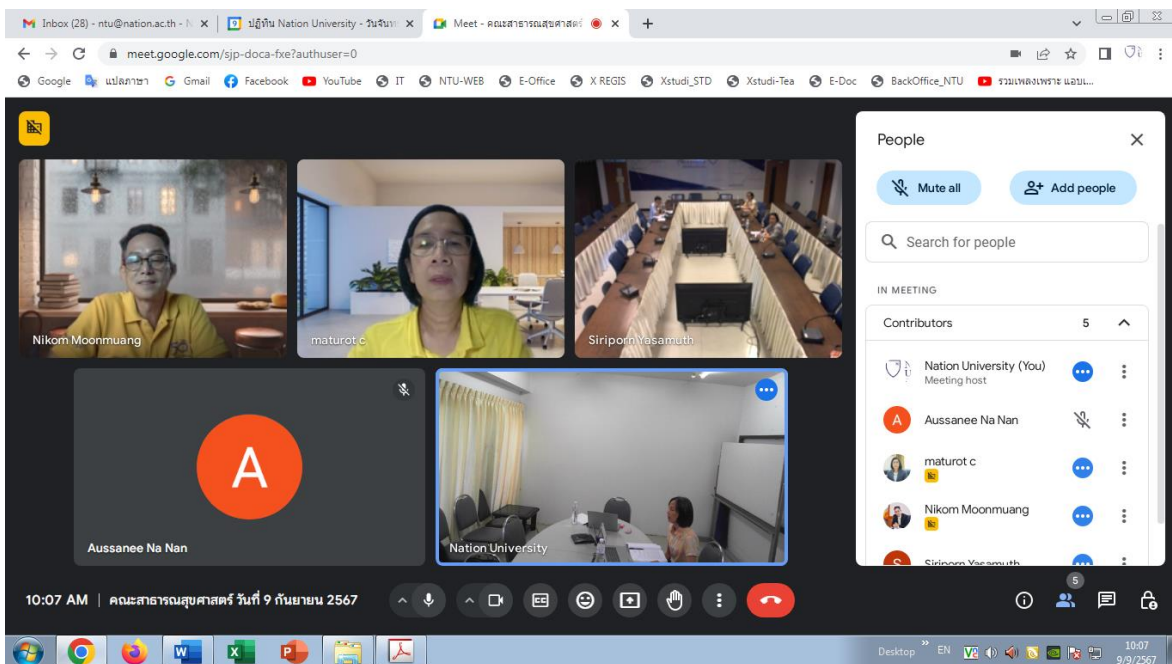 Inbox (28) - ntu@nation.ac.th - N
ปฏิทิน Nation University - วันจันทร์
Meet - คณะสาธารณสุขศาสตร์
meet.google.com/sjp-doca-fxe?authuser=0
Google แปลภาษา Gmail Facebook YouTube IT NTU-WEB E-Office X REGIS Xstudi_STD Xstudi-Tea E-Doc BackOffice_NTU รวมเพลงเพราะ แอบเ...
Nikom Moonmuang
maturot c
Siriporn Yasamuth
A
Aussanee Na Nan
Nation University
People
Mute all Add people
Search for people
IN MEETING
Contributors 5
Nation University (You)
Meeting host
A Aussanee Na Nan
maturot c
Nikom Moonmuang
S Siriporn Yasamuth
10:07 AM | คณะสาธารณสุขศาสตร์ วันที่ 9 กันยายน 2567
5
Desktop EN
10:07
9/9/2567